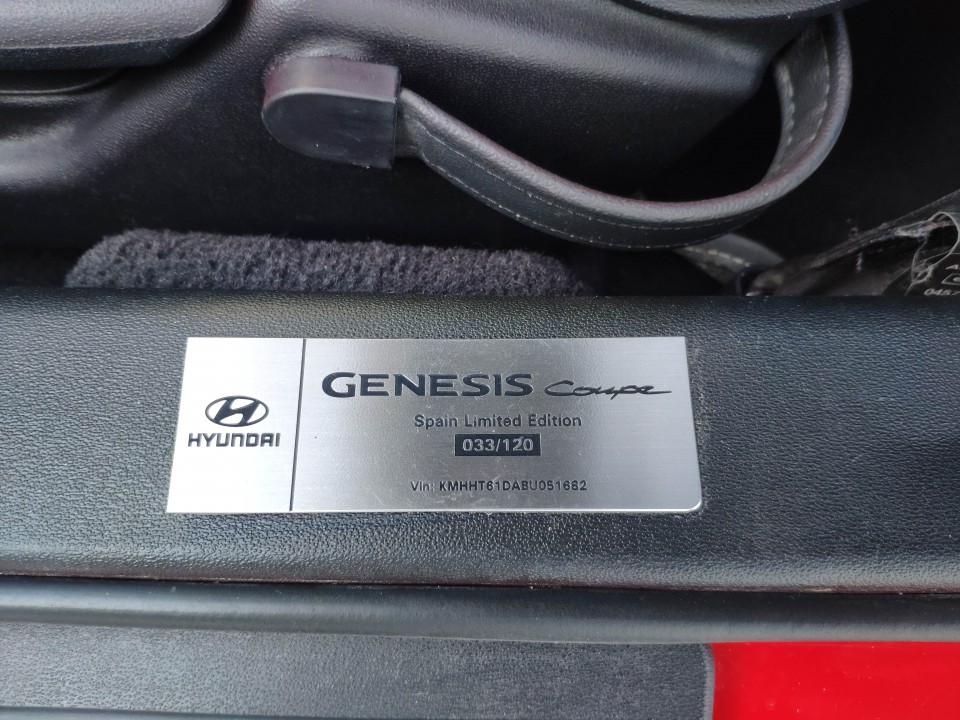 HYUNDAI
GENESIS Coupe
Spain Limited Edition
033/120
Vin: KMHHT61DABU051682